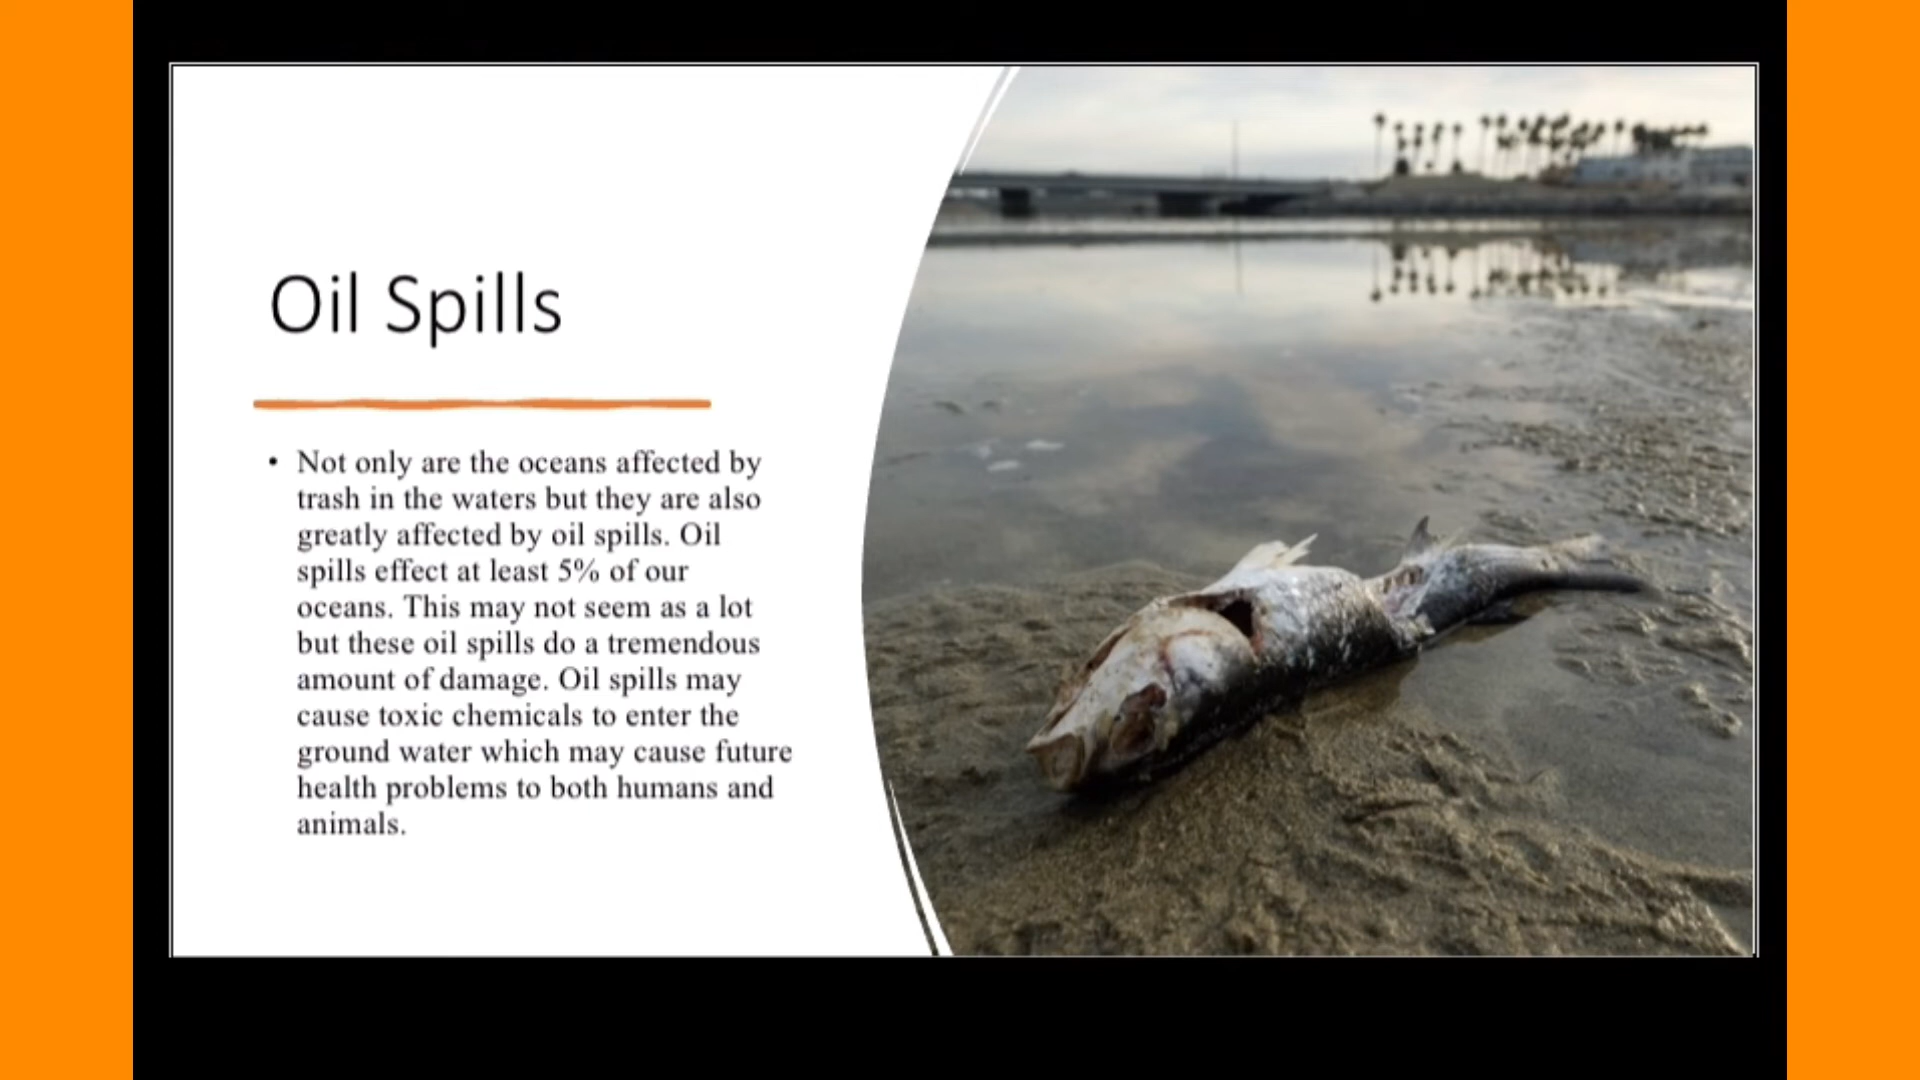 Oil Spills
• Not only are the oceans affected by
trash in the waters but they are also
greatly affected by oil spills. Oil
spills effect at least 5% of our
oceans. This may not seem as a lot
but these oil spills do a tremendous
amount of damage. Oil spills may
cause toxic chemicals to enter the
ground water which may cause future
health problems to both humans and
animals.